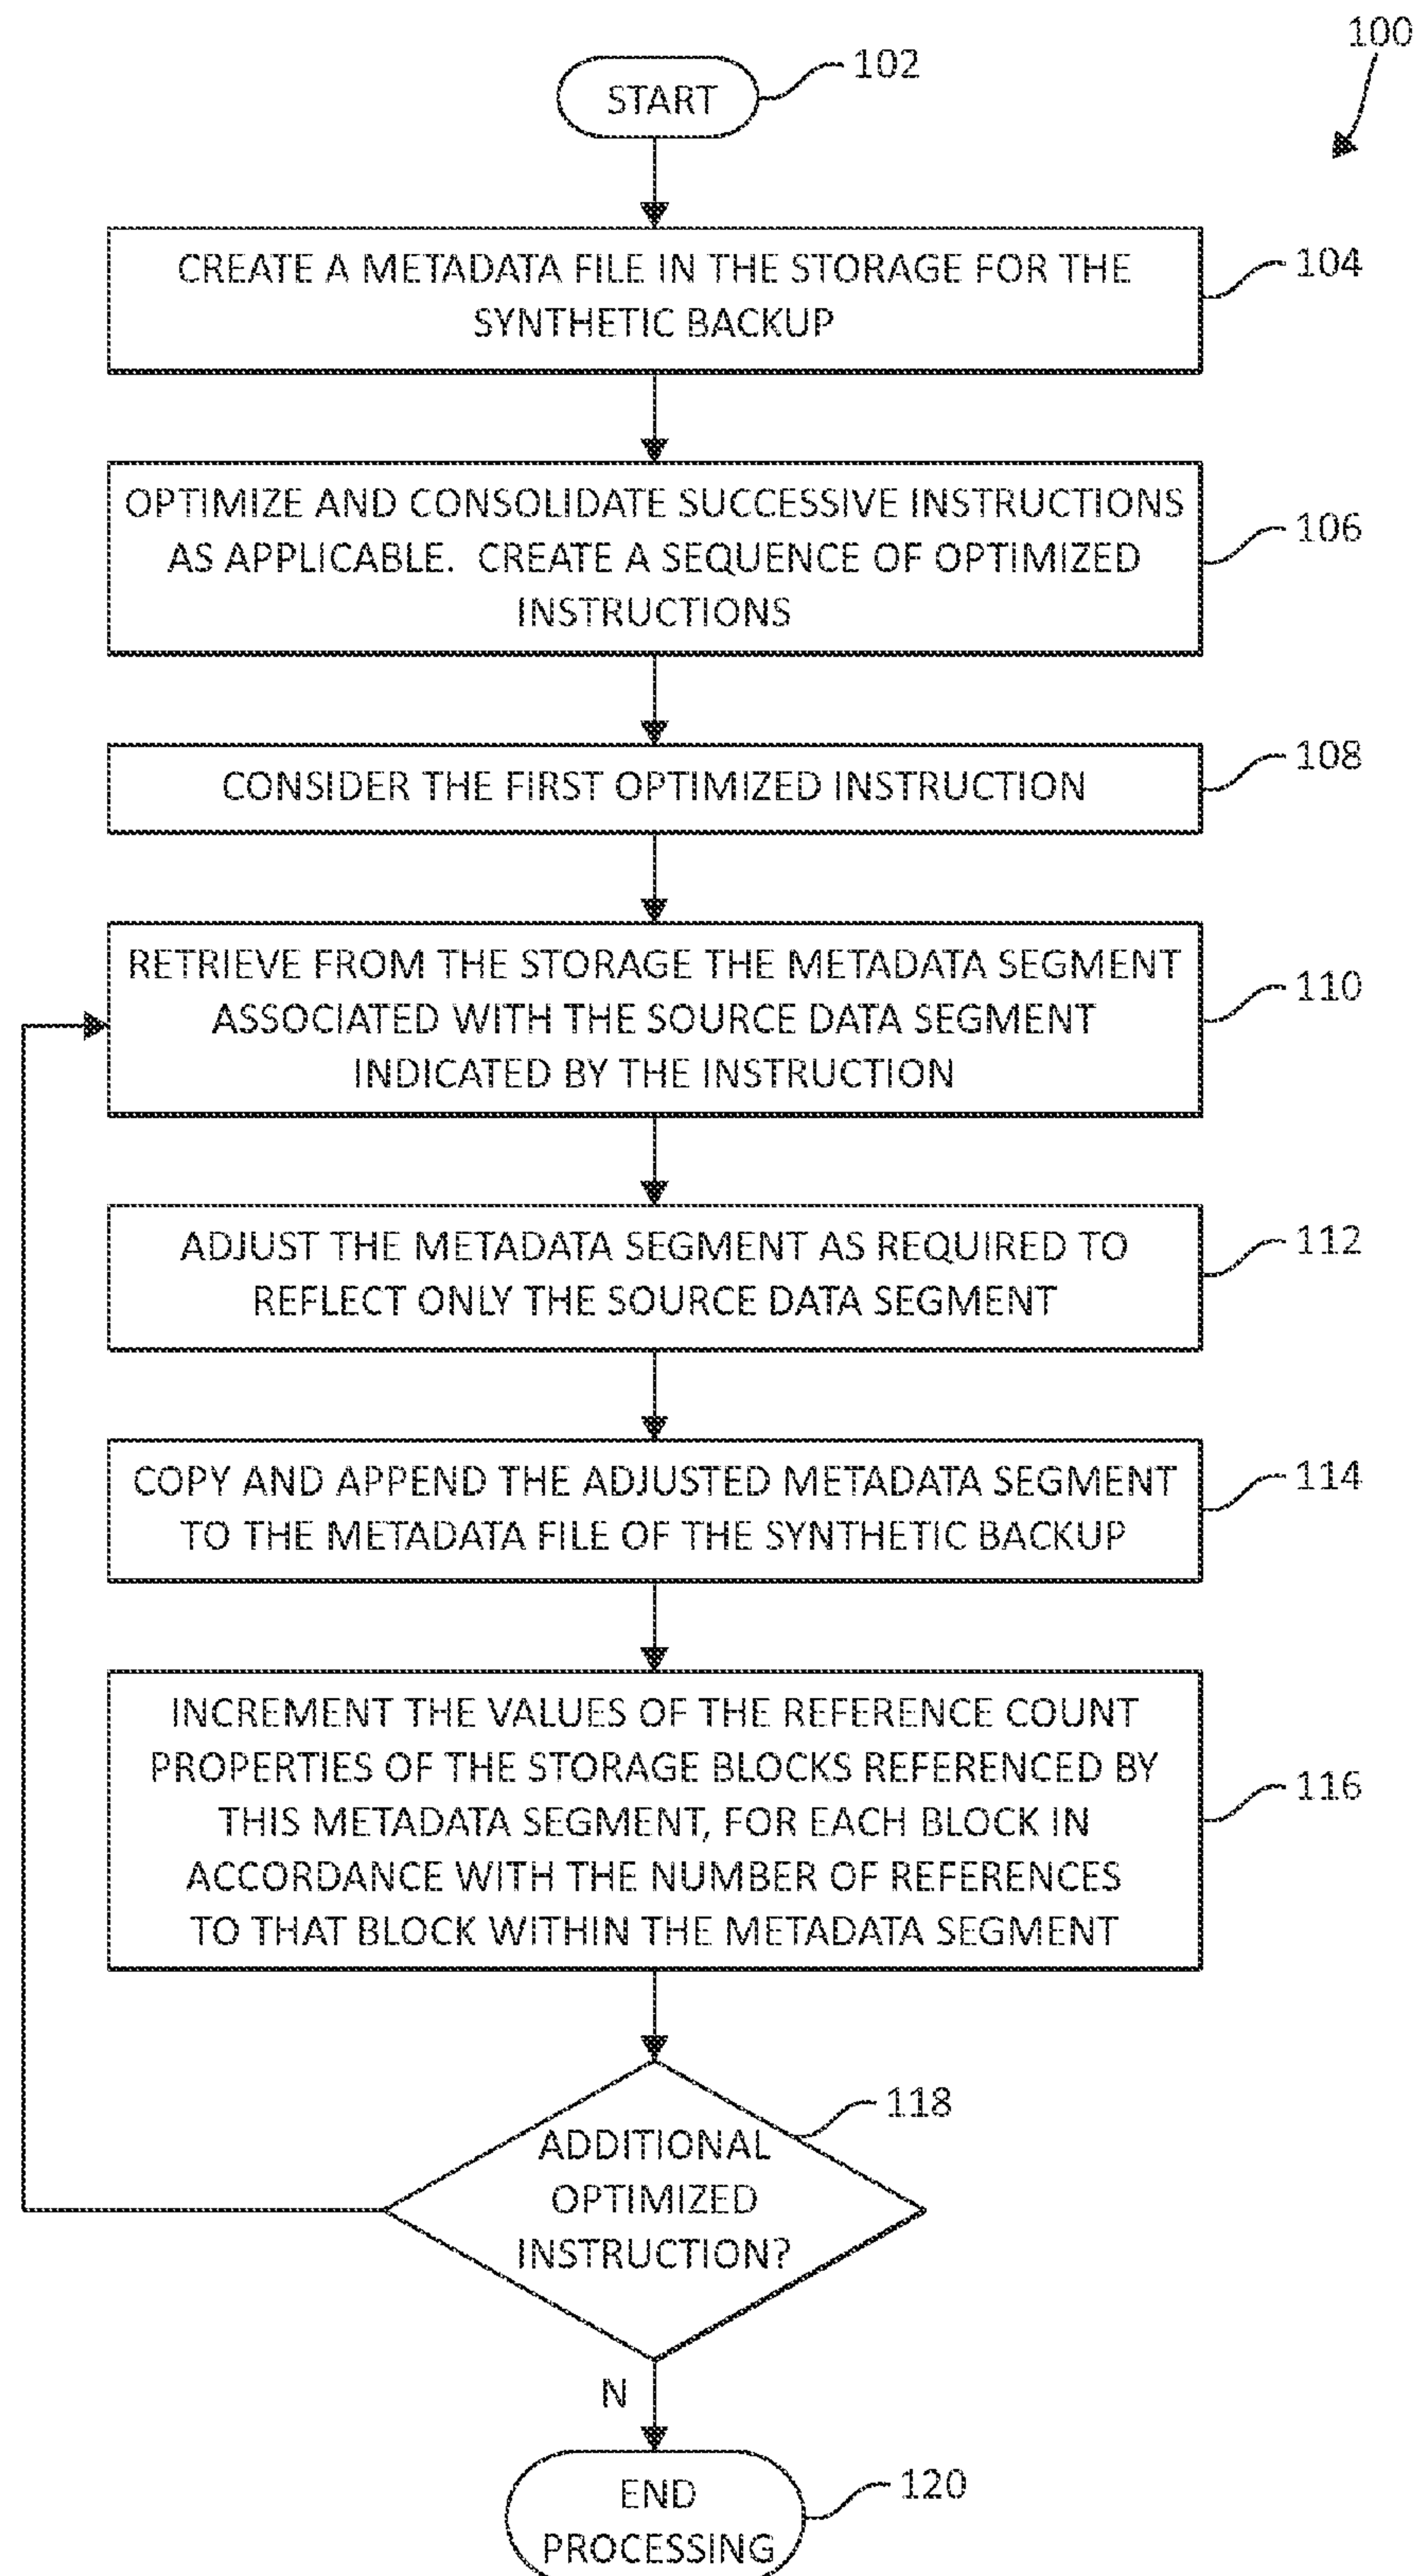 100
START
102
CREATE A METADATA FILE IN THE STORAGE FOR THE
SYNTHETIC BACKUP
104
OPTIMIZE AND CONSOLIDATE SUCCESSIVE INSTRUCTIONS
AS APPLICABLE. CREATE A SEQUENCE OF OPTIMIZED
INSTRUCTIONS
106
CONSIDER THE FIRST OPTIMIZED INSTRUCTION
108
RETRIEVE FROM THE STORAGE THE METADATA SEGMENT
ASSOCIATED WITH THE SOURCE DATA SEGMENT
INDICATED BY THE INSTRUCTION
110
ADJUST THE METADATA SEGMENT AS REQUIRED TO
REFLECT ONLY THE SOURCE DATA SEGMENT
112
COPY AND APPEND THE ADJUSTED METADATA SEGMENT
TO THE METADATA FILE OF THE SYNTHETIC BACKUP
114
INCREMENT THE VALUES OF THE REFERENCE COUNT
PROPERTIES OF THE STORAGE BLOCKS REFERENCED BY
THIS METADATA SEGMENT, FOR EACH BLOCK IN
ACCORDANCE WITH THE NUMBER OF REFERENCES
TO THAT BLOCK WITHIN THE METADATA SEGMENT
116
ADDITIONAL
OPTIMIZED
INSTRUCTION?
118
N
END
PROCESSING
120